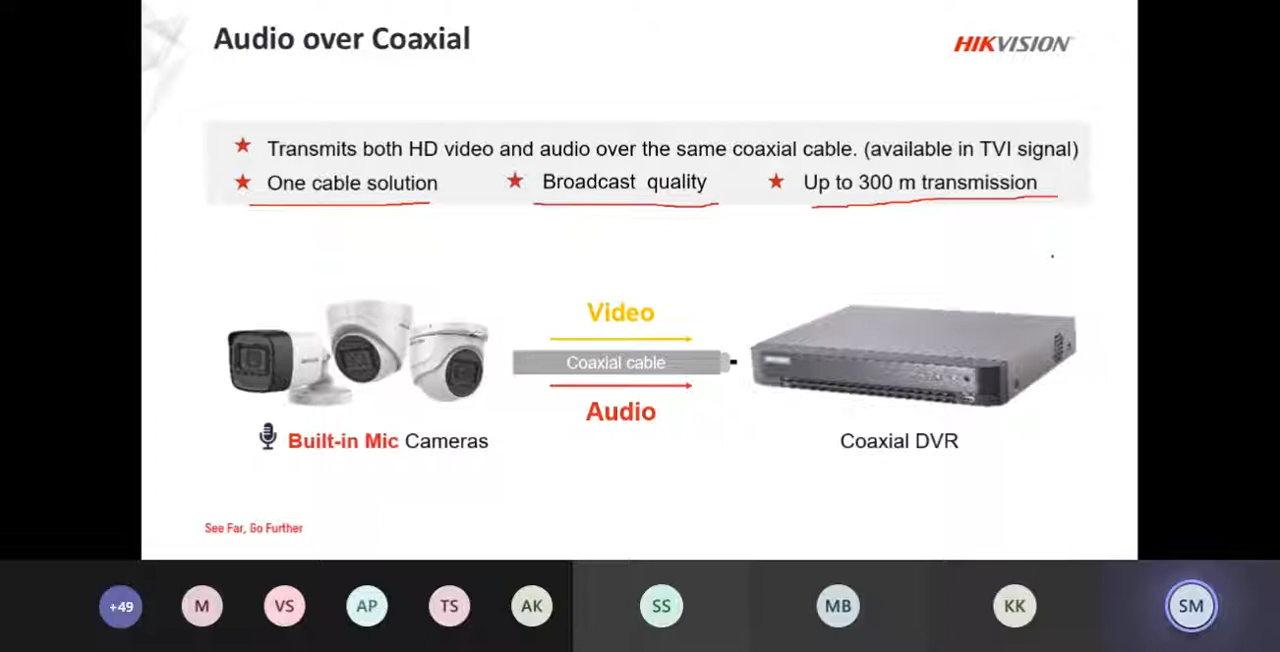 Audio over Coaxial
HIKVISION
Transmits both HD video and audio over the same coaxial cable. (available in TVI signal)
One cable solution
Broadcast quality
Up to 300 m transmission
Video
Coaxial cable
Audio
Built-in Mic Cameras
Coaxial DVR
See Far, Go Further
+49
M
VS
AP
TS
AK
SS
MB
KK
SM